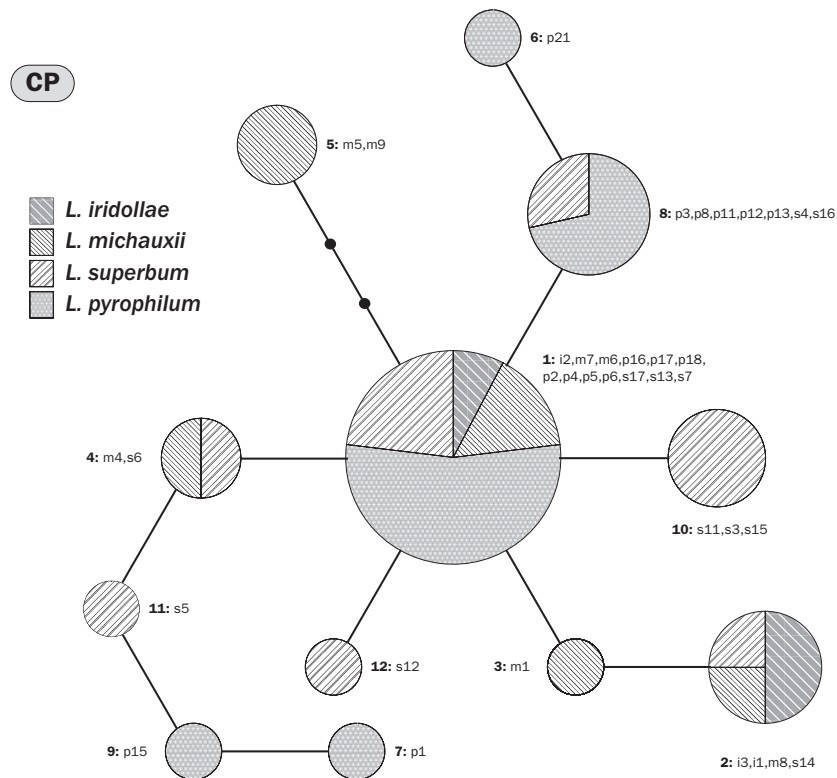 6: p21
CP
5: m5,m9
L. iridollae
L. michauxii
L. superbum
L. pyrophilum
8: p3,p8,p11,p12,p13,s4,s16
1: i2,m7,m6,p16,p17,p18,
p2,p4,p5,p6,s17,s13,s7
4: m4,s6
10: s11,s3,s15
11: s5
12: s12
3: m1
9: p15
7: p1
2: i3,i1,m8,s14